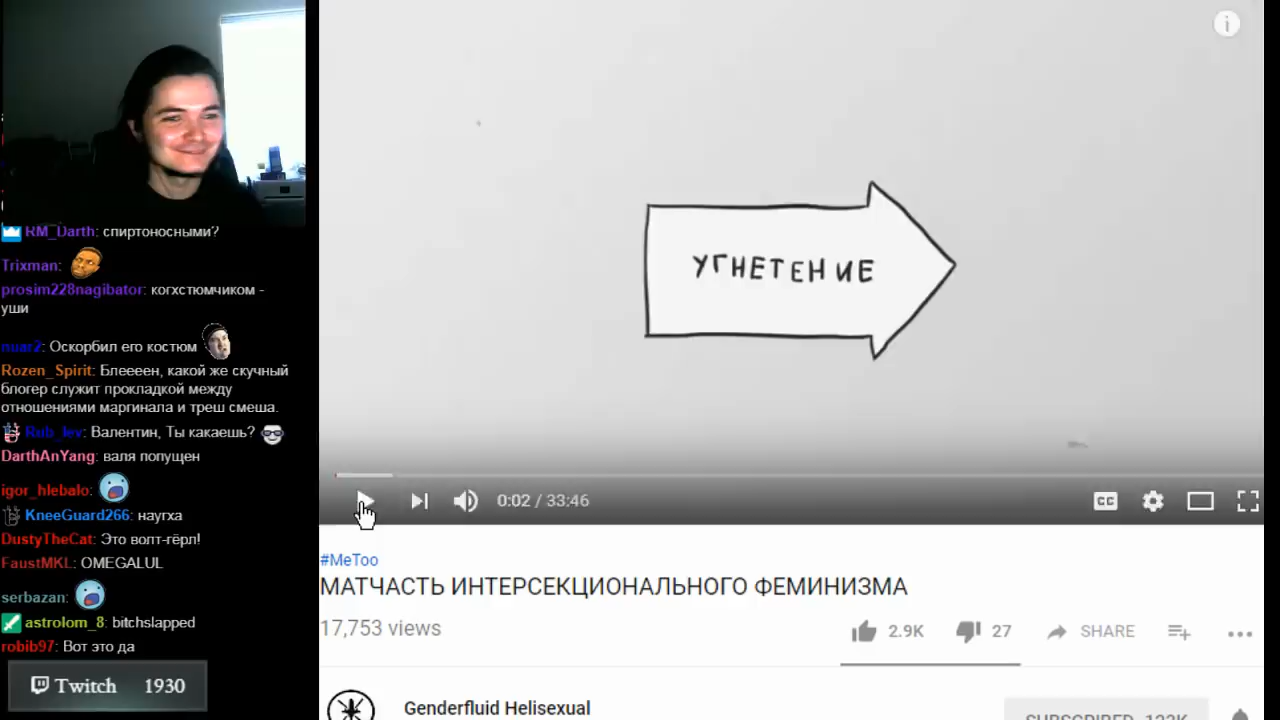 RM_Darth: спиртоносными?
Trixman:
prosim228nagibator: когхстюмчиком -
уши
nuar2: Оскорбил его костюм
Rozen_Spirit: Блеееен, какой же скучный
блогер служит прокладкой между
отношениями маргинала и треш смеша.
Rub_lev: Валентин, Ты какаешь?
DarthAnYang: валя попущен
igor_hlebalo:
KneeGuard266: наугха
DustyTheCat: Это волт-гёрл!
FaustMKL: OMEGALUL
serbazan:
astrolom_8: bitchslapped
robib97: Вот это да
Twitch 1930
УГНЕТЕНИЕ
0:02 / 33:46
CC
#MeToo
МАТЧАСТЬ ИНТЕРСЕКЦИОНАЛЬНОГО ФЕМИНИЗМА
17,753 views
2.9K 27 SHARE
Genderfluid Helisexual
SUBSCRIBED 123K